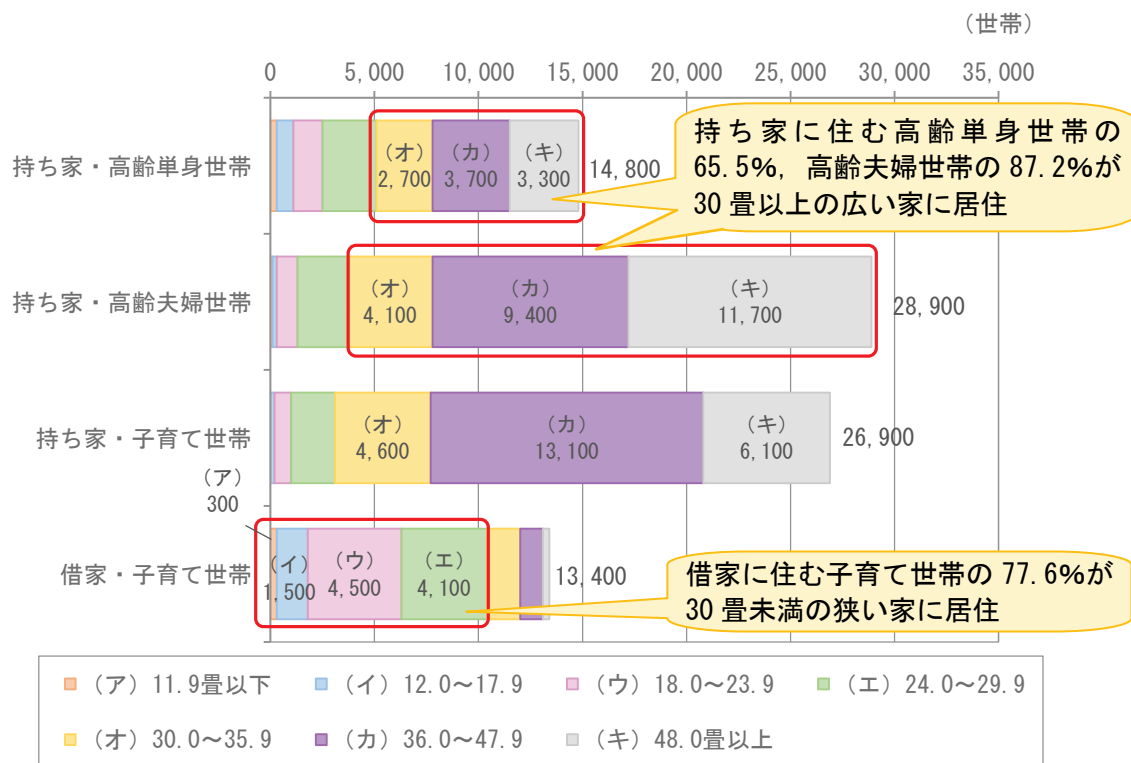 （世帯）
0 5,000 10,000 15,000 20,000 25,000 30,000 35,000
持ち家に住む高齢単身世帯の
65.5%，高齢夫婦世帯の 87.2%が
30 畳以上の広い家に居住
持ち家・高齢単身世帯
（オ） （カ） （キ）
2,700 3,700 3,300 14,800
持ち家・高齢夫婦世帯
（オ） （カ） （キ）
4,100 9,400 11,700 28,900
持ち家・子育て世帯
（オ） （カ） （キ）
4,600 13,100 6,100 26,900
（ア）
300
借家・子育て世帯
（イ） （ウ） （エ）
1,500 4,500 4,100 13,400
借家に住む子育て世帯の 77.6%が
30 畳未満の狭い家に居住
（ア）11.9畳以下 （イ）12.0～17.9 （ウ）18.0～23.9 （エ）24.0～29.9
（オ）30.0～35.9 （カ）36.0～47.9 （キ）48.0畳以上